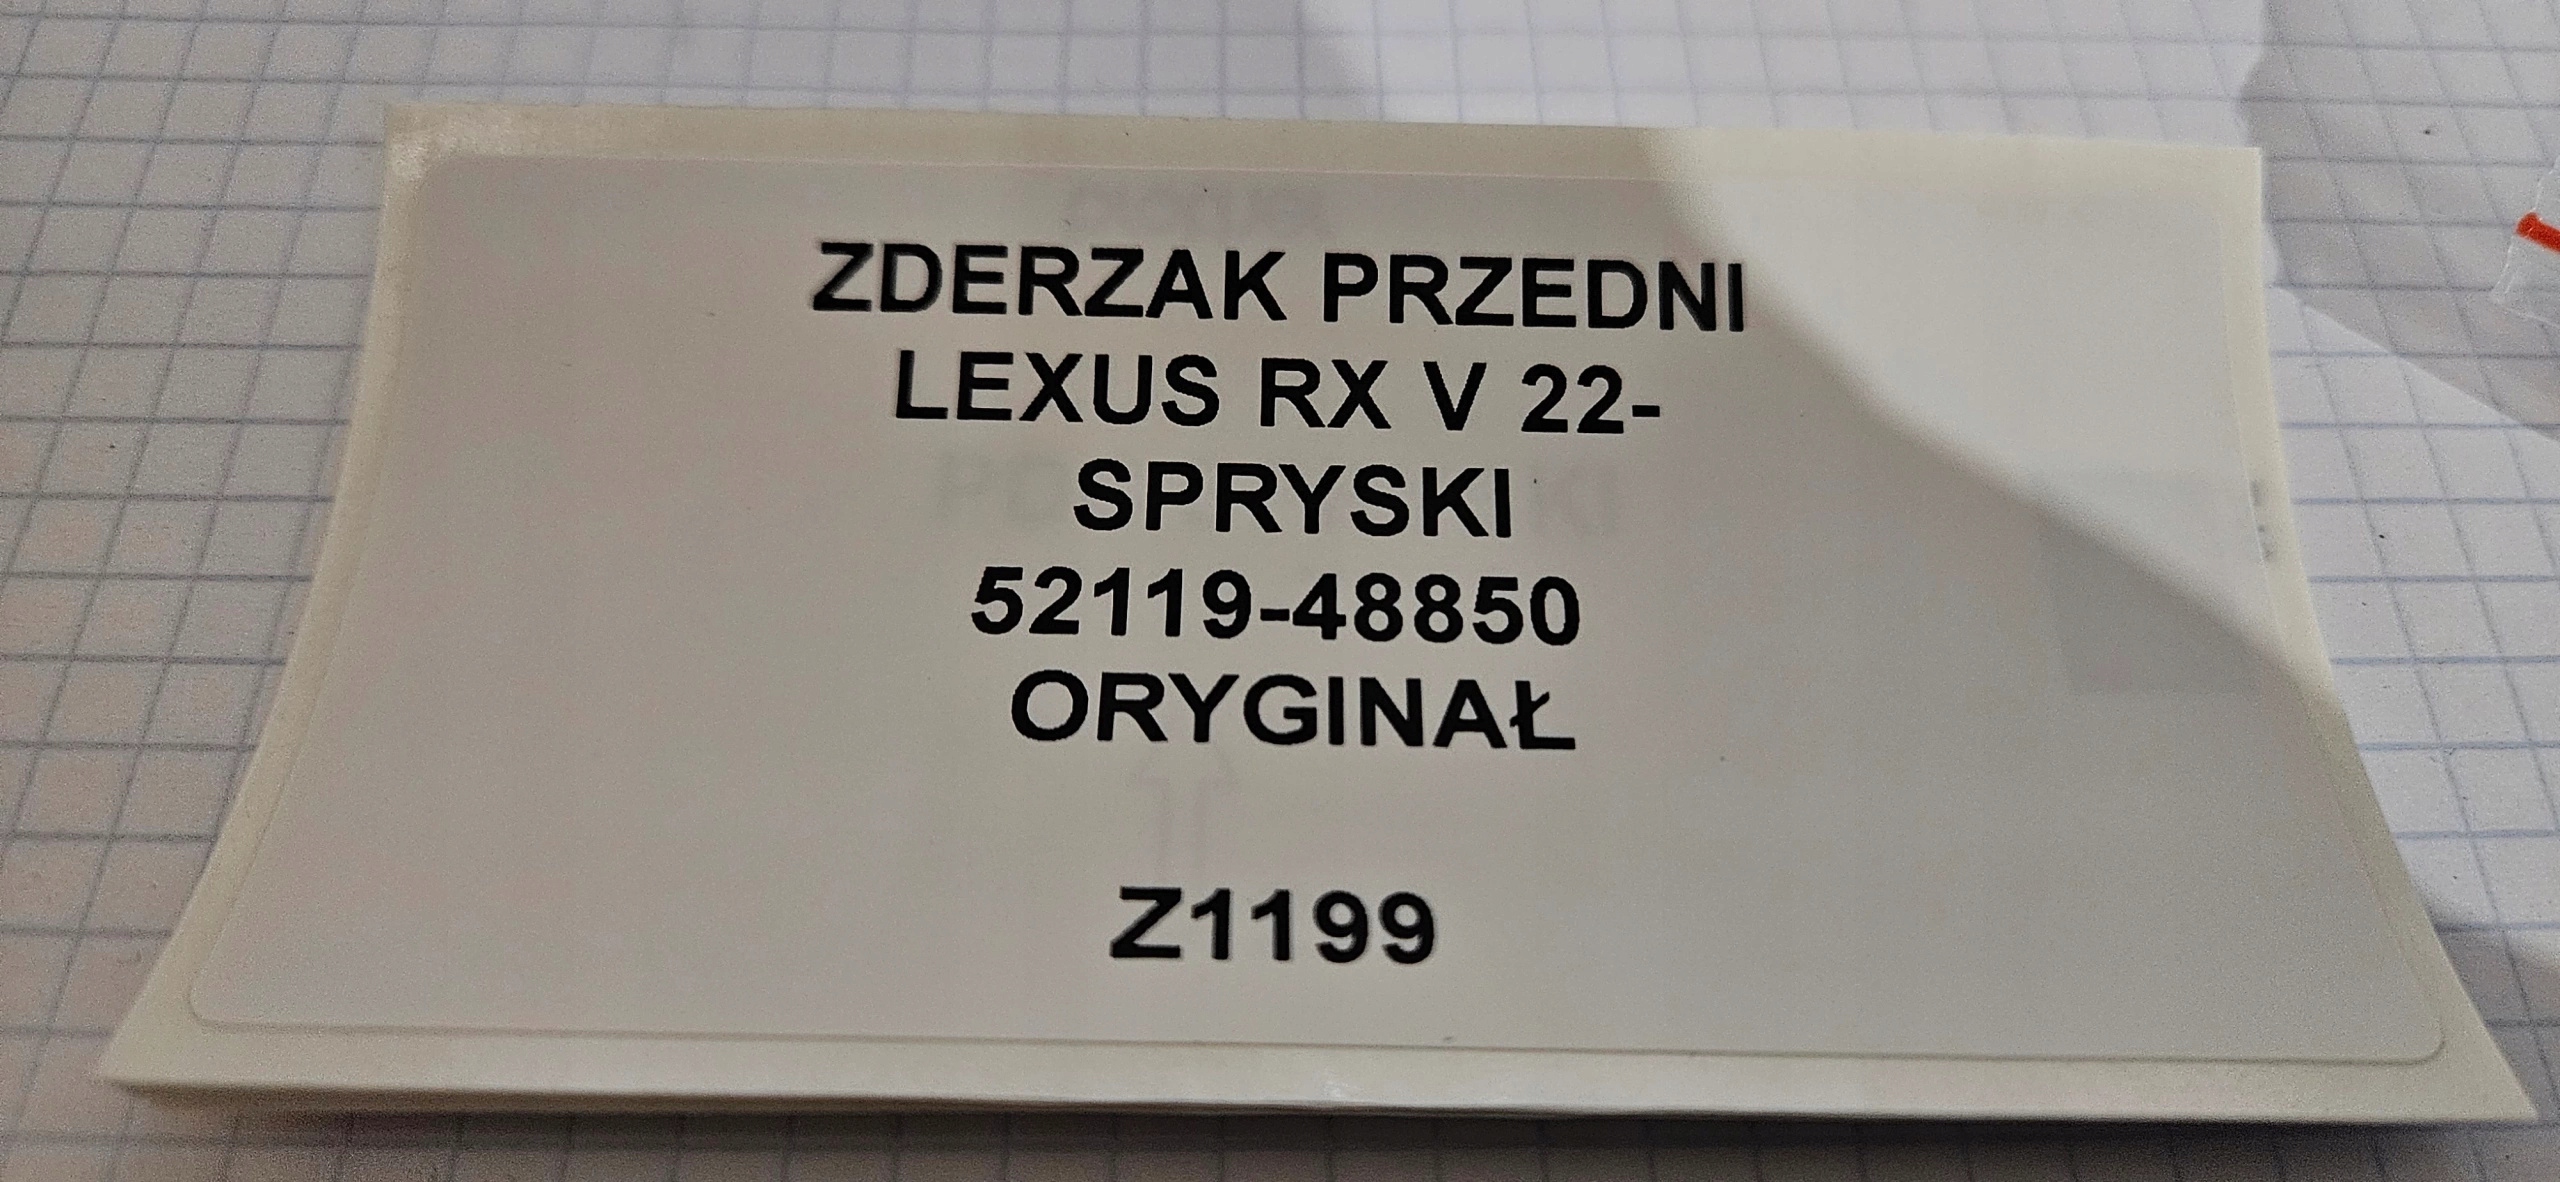 ZDERZAK PRZEDNI
LEXUS RX V 22-
SPRYSKI
52119-48850
ORYGINAŁ
Z1199